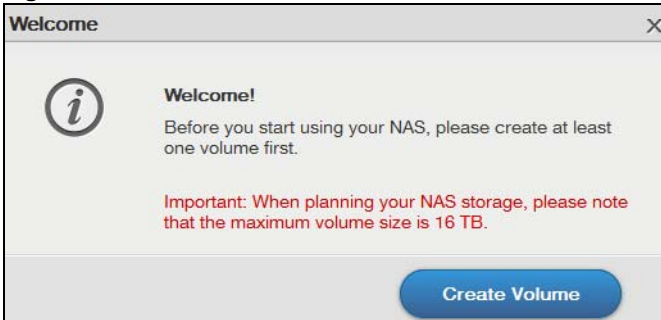 Welcome
X
Welcome!
Before you start using your NAS, please create at least
one volume first.
Important: When planning your NAS storage, please note
that the maximum volume size is 16 TB.
Create Volume